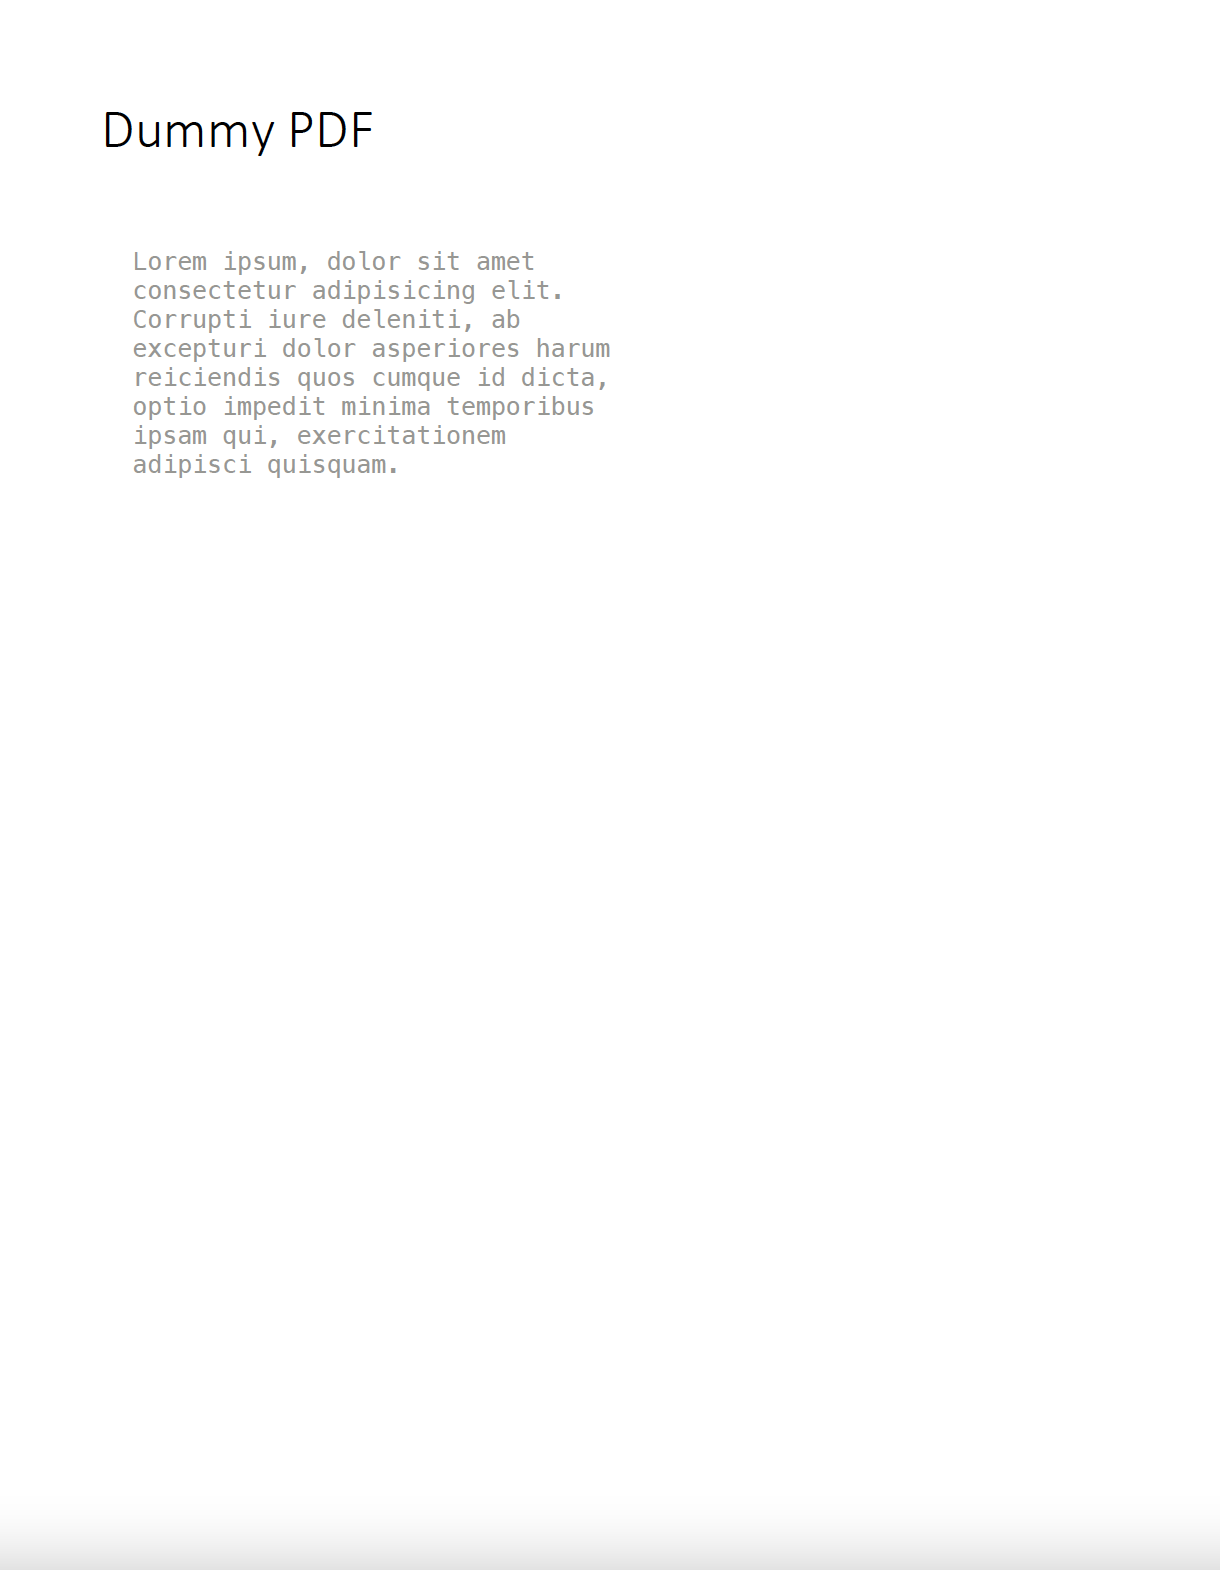 Dummy PDF
Lorem ipsum, dolor sit amet
consectetur adipisicing elit.
Corrupti iure deleniti, ab
excepturi dolor asperiores harum
reiciendis quos cumque id dicta,
optio impedit minima temporibus
ipsam qui, exercitationem
adipisci quisquam.